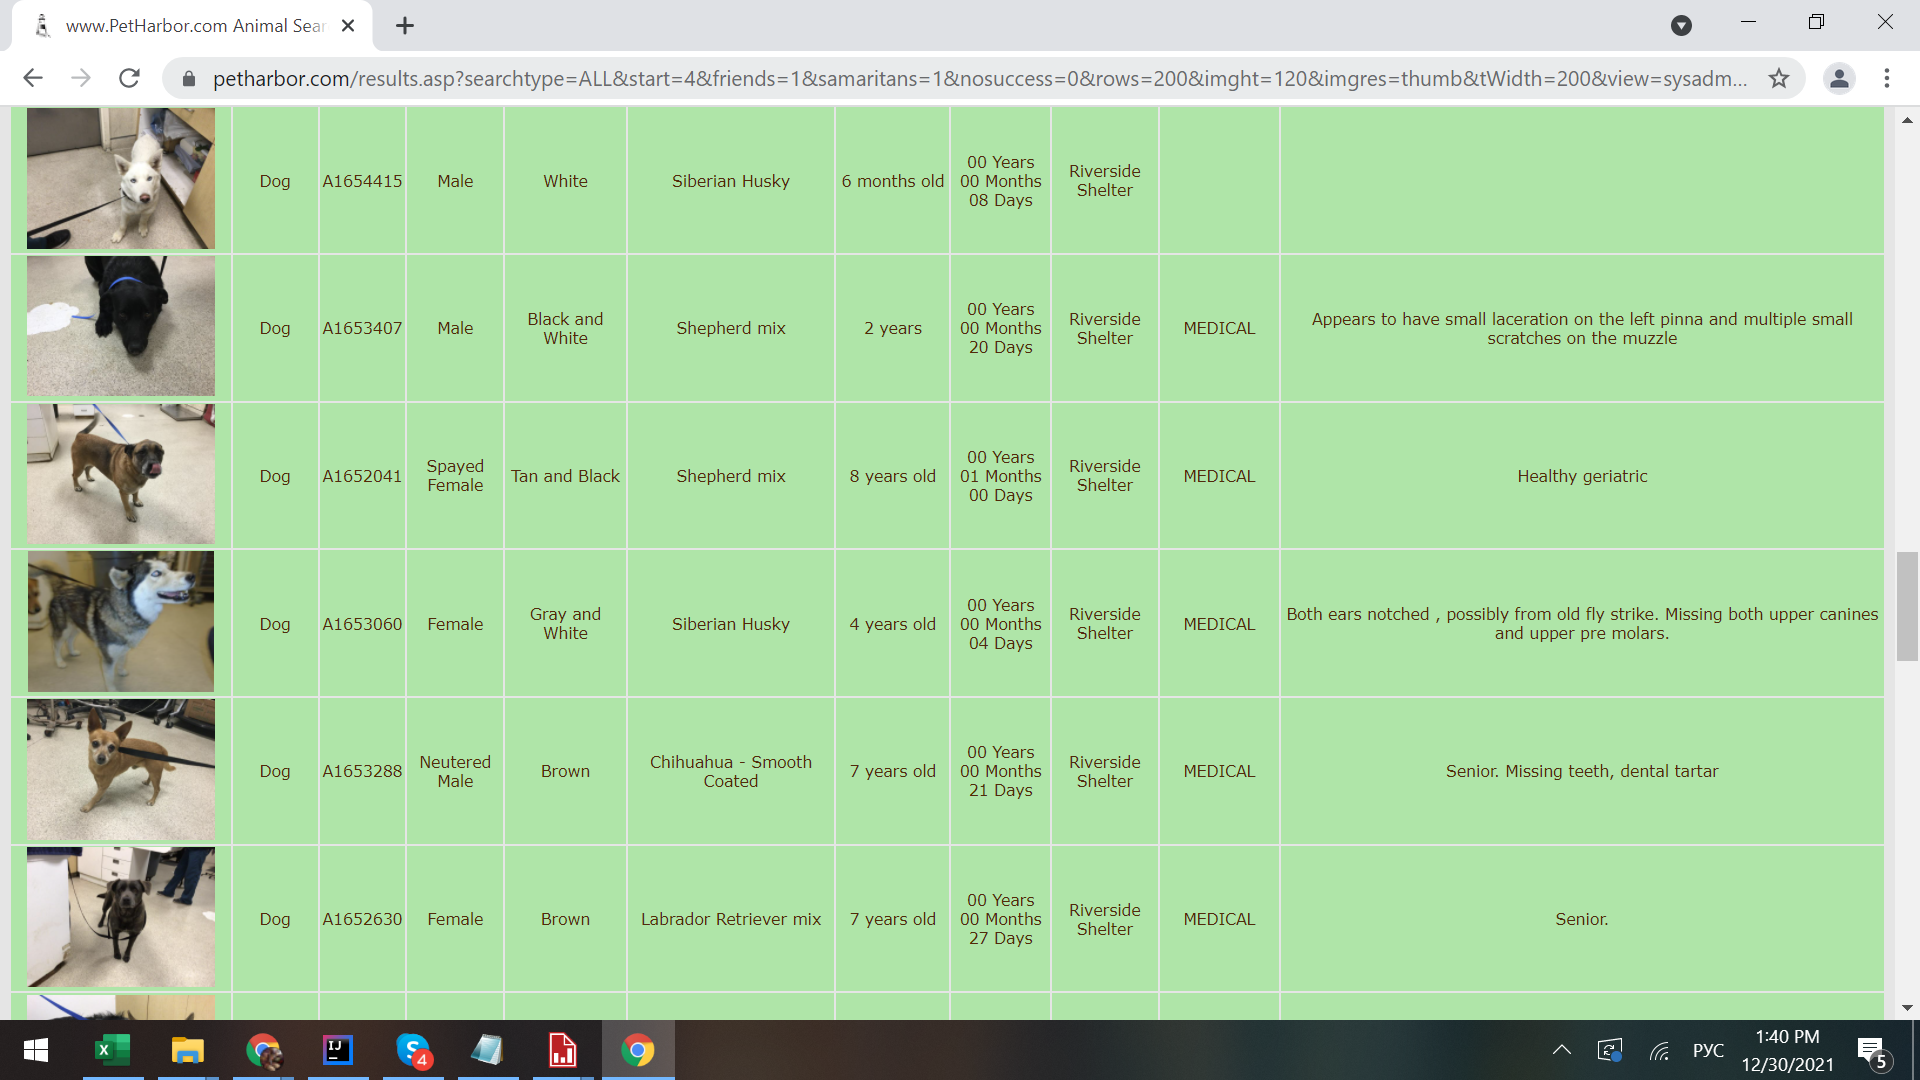 www.PetHarbor.com Animal Sear
petharbor.com/results.asp?searchtype=ALL&start=4&friends=1&samaritans=1&nosuccess=0&rows=200&imght=120&imgres=thumb&tWidth=200&view=sysadm...
Dog A1654415 Male White Siberian Husky 6 months old 00 Years
00 Months
08 Days Riverside
Shelter
Dog A1653407 Male Black and
White Shepherd mix 2 years 00 Years
00 Months
20 Days Riverside
Shelter MEDICAL Appears to have small laceration on the left pinna and multiple small
scratches on the muzzle
Dog A1652041 Spayed
Female Tan and Black Shepherd mix 8 years old 00 Years
01 Months
00 Days Riverside
Shelter MEDICAL Healthy geriatric
Dog A1653060 Female Gray and
White Siberian Husky 4 years old 00 Years
00 Months
04 Days Riverside
Shelter MEDICAL Both ears notched , possibly from old fly strike. Missing both upper canines
and upper pre molars.
Dog A1653288 Neutered
Male Brown Chihuahua - Smooth
Coated 7 years old 00 Years
00 Months
21 Days Riverside
Shelter MEDICAL Senior. Missing teeth, dental tartar
Dog A1652630 Female Brown Labrador Retriever mix 7 years old 00 Years
00 Months
27 Days Riverside
Shelter MEDICAL Senior.
IJ
4
РУС
1:40 PM
12/30/2021
5